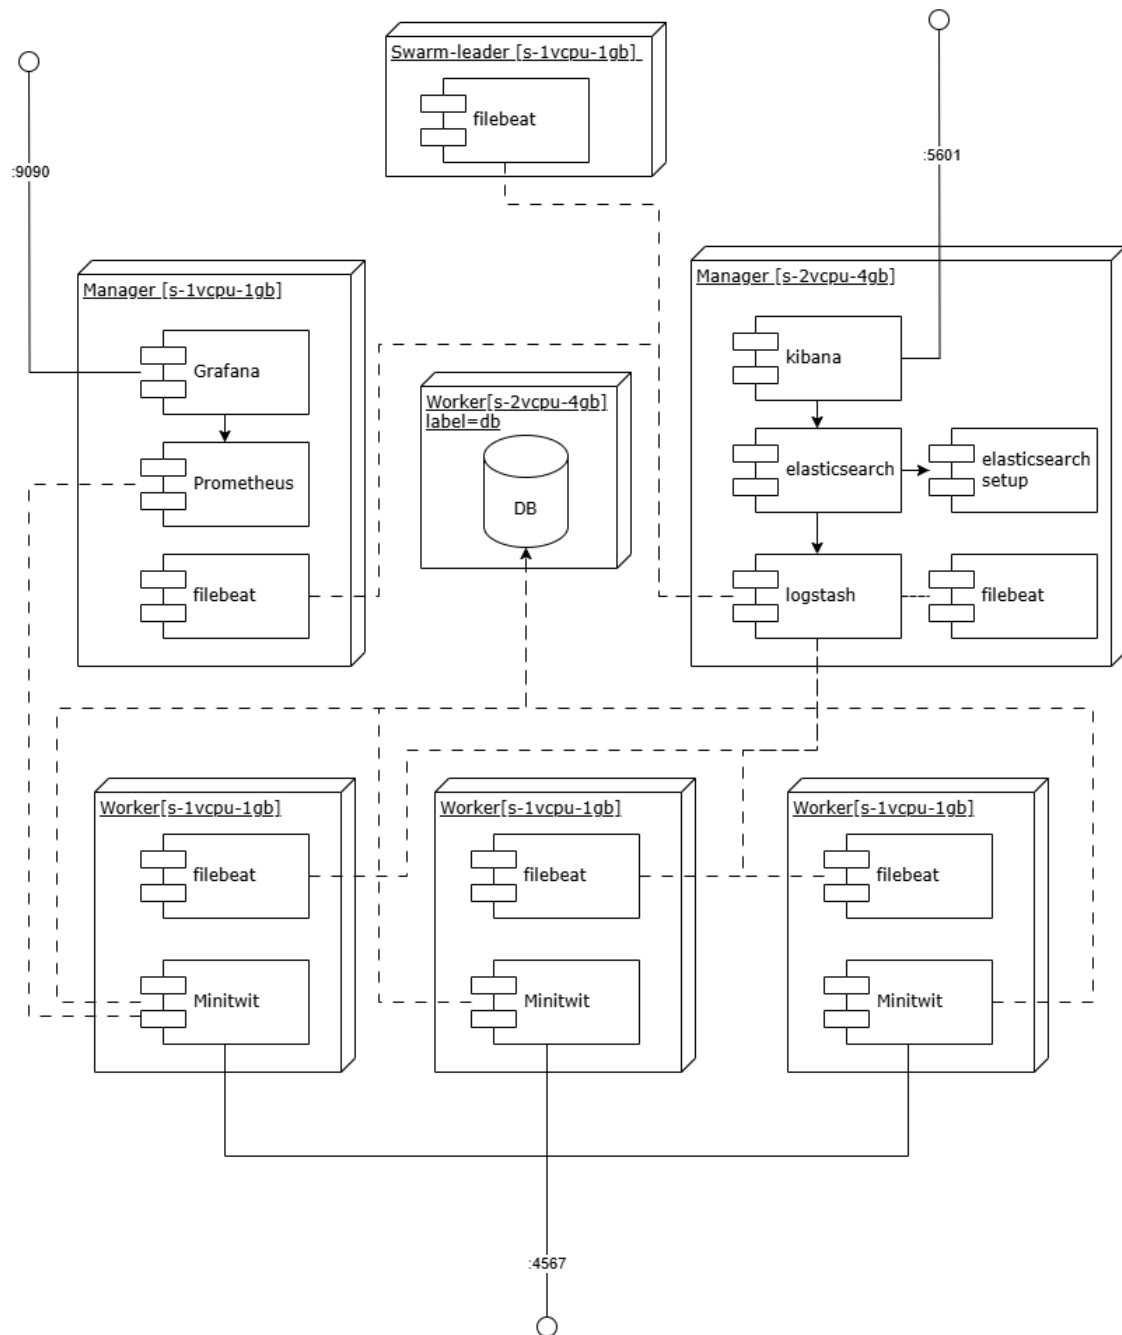 Swarm-leader [s-1vcpu-1gb]
filebeat
:9090
:5601
Manager [s-1vcpu-1gb]
Grafana
Prometheus
filebeat
Worker[s-2vcpu-4gb]
label=db
DB
Manager [s-2vcpu-4gb]
kibana
elasticsearch
elasticsearch
setup
logstash
filebeat
Worker[s-1vcpu-1gb]
filebeat
Minitwit
Worker[s-1vcpu-1gb]
filebeat
Minitwit
Worker[s-1vcpu-1gb]
filebeat
Minitwit
:4567